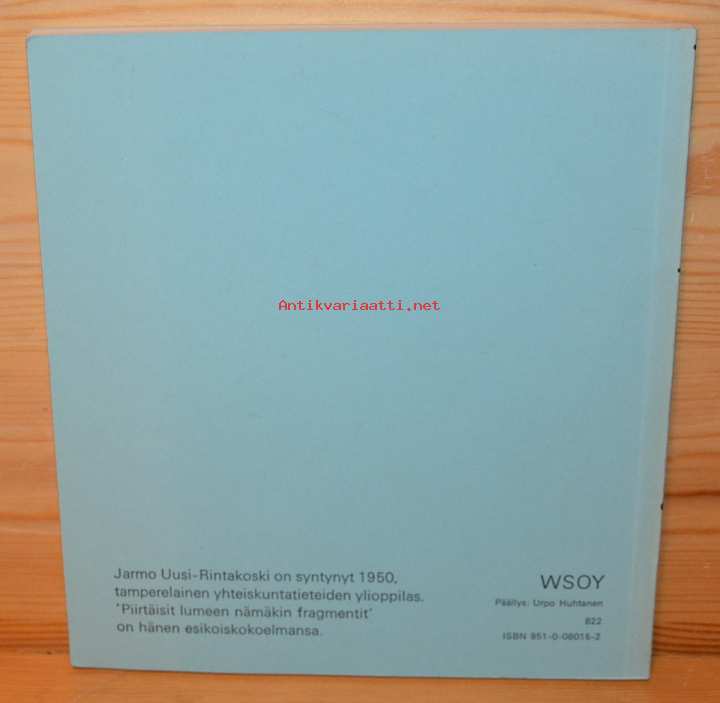 Antikvariaatti.net
Jarmo Uusi-Rintakoski on syntynyt 1950,
tamperelainen yhteiskuntatieteiden ylioppilas.
'Piirtäisit lumeen nämäkin fragmentit'
on hänen esikoiskokoelmansa.
WSOY
Päällys: Urpo Huhtanen
822
ISBN 951-0-08016-2